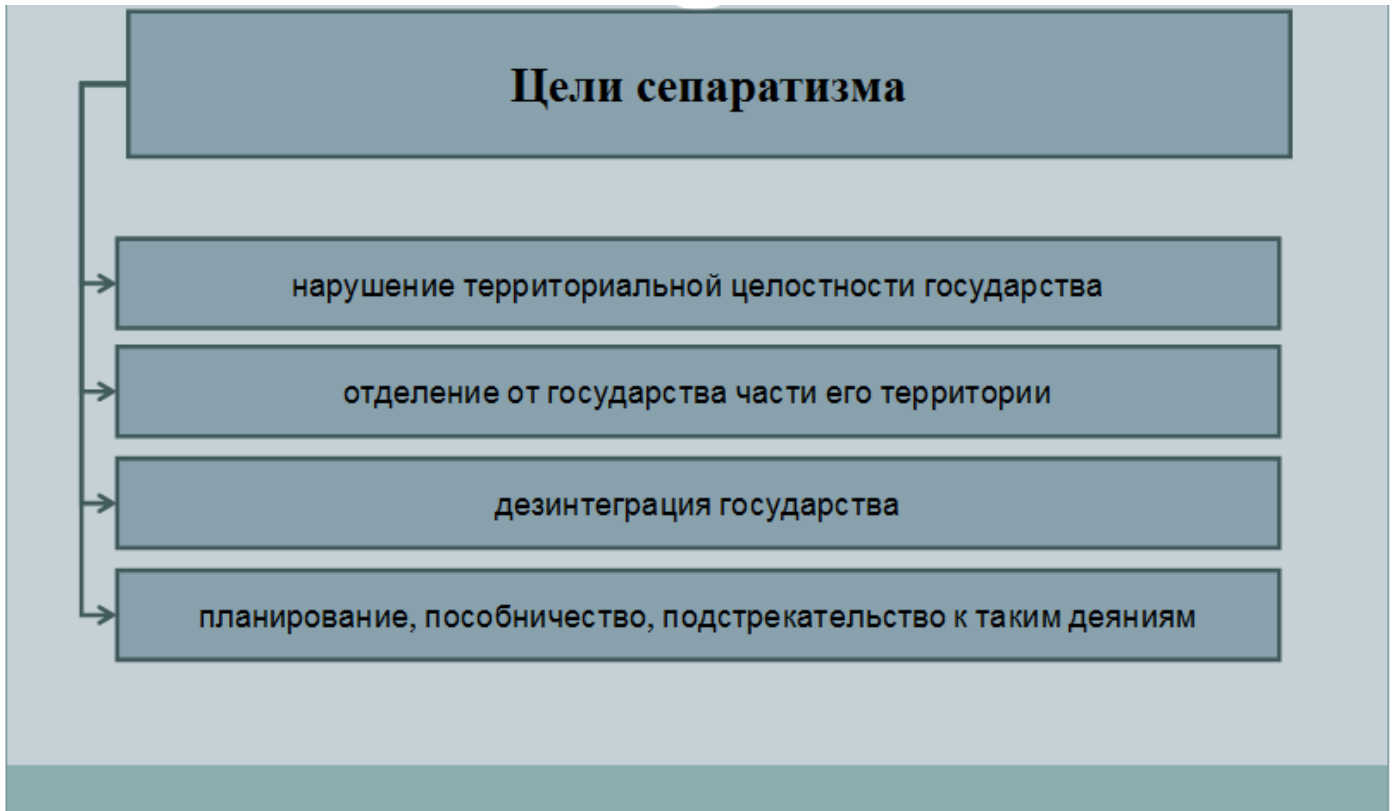 Цели сепаратизма
нарушение территориальной целостности государства
отделение от государства части его территории
дезинтеграция государства
планирование, пособничество, подстрекательство к таким деяниям